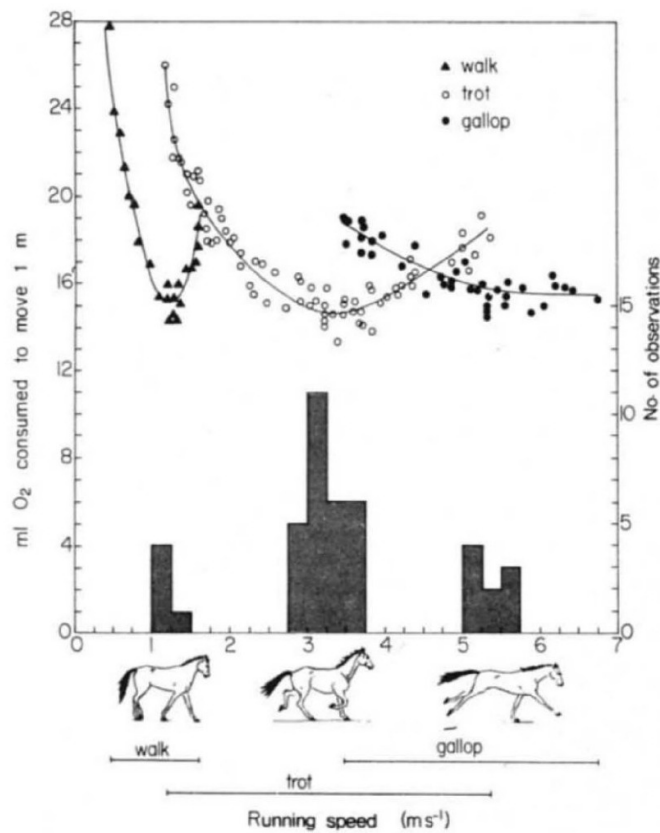 28
24
20
16
12
8
4
0
ml O₂ consumed to move 1 m
walk
trot
gallop
15
10
5
0
No. of observations
0 1 2 3 4 5 6 7
walk
gallop
trot
Running speed (m s⁻¹)